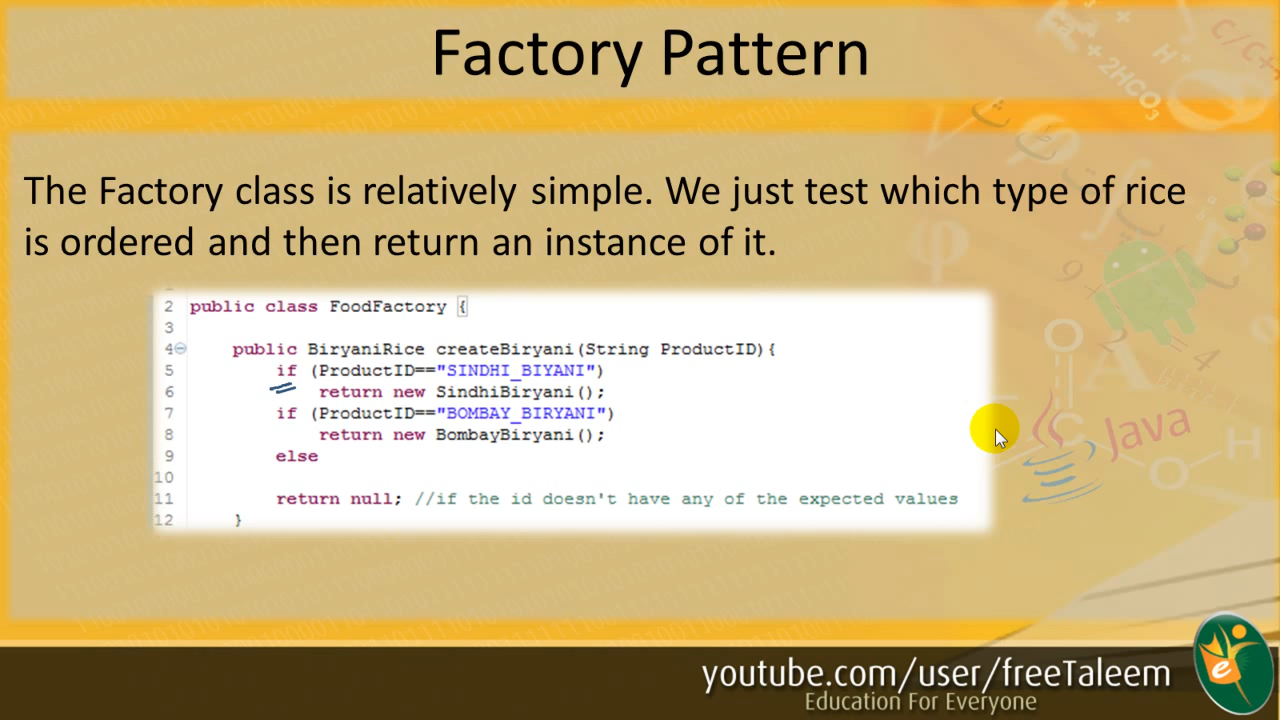 Factory Pattern
The Factory class is relatively simple. We just test which type of rice
is ordered and then return an instance of it.
2 public class FoodFactory {
3
4 public BiryaniRice createBiryani(String ProductID){
5 if (ProductID=="SINDHI_BIYANI")
6 return new SindhiBiryani();
7 if (ProductID=="BOMBAY_BIRYANI")
8 return new BombayBiryani();
9 else
10
11 return null; //if the id doesn't have any of the expected values
12 }
Java
youtube.com/user/freeTaleem
Education For Everyone